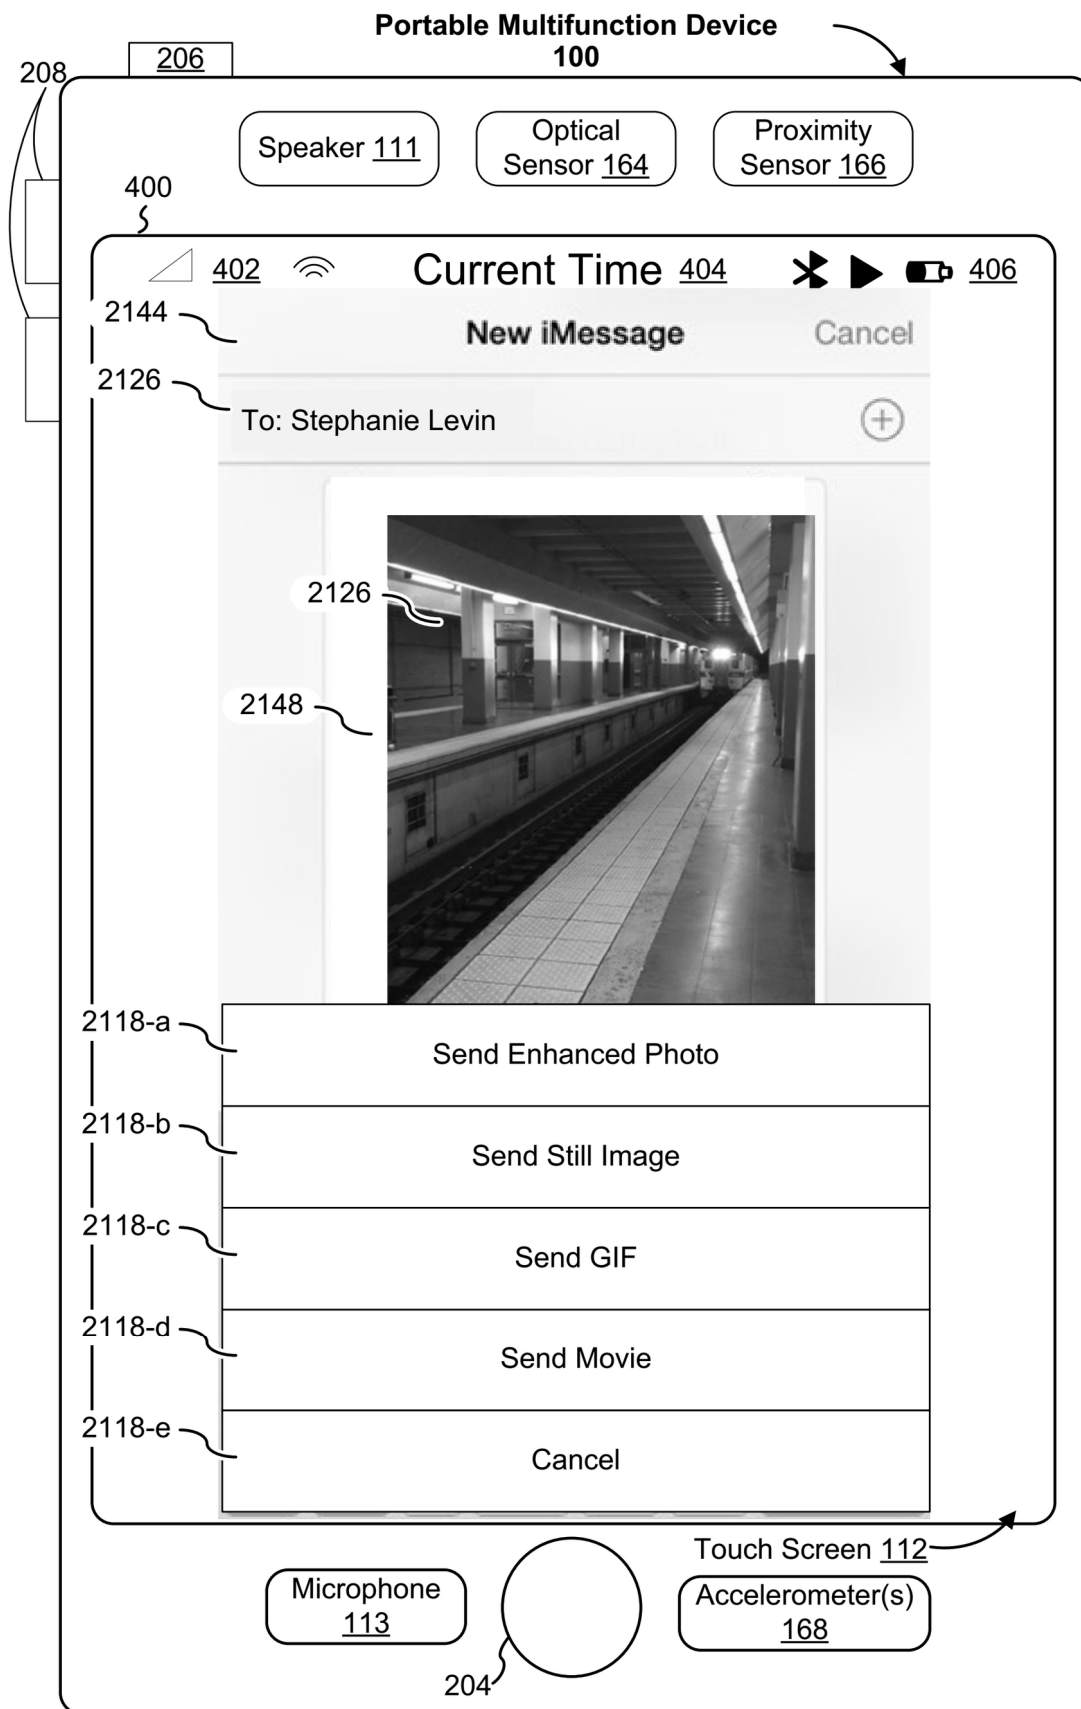 Portable Multifunction Device
100
206
208
Speaker 111
Optical
Sensor 164
Proximity
Sensor 166
400
402
Current Time 404
406
2144
New iMessage
Cancel
2126
To: Stephanie Levin
2126
2148
2118-a
Send Enhanced Photo
2118-b
Send Still Image
2118-c
Send GIF
2118-d
Send Movie
2118-e
Cancel
Touch Screen 112
Microphone
113
Accelerometer(s)
168
204